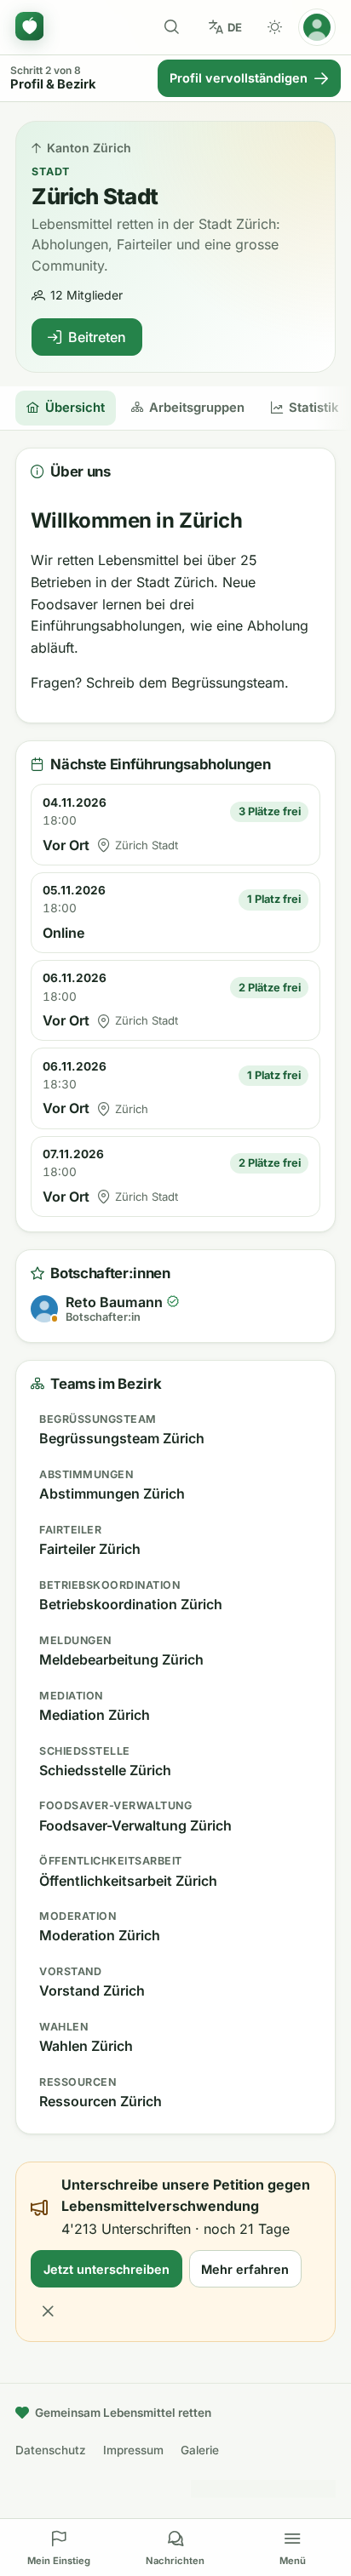 DE
Schritt 2 von 8
Profil & Bezirk
Profil vervollständigen
Kanton Zürich
STADT
Zürich Stadt
Lebensmittel retten in der Stadt Zürich:
Abholungen, Fairteiler und eine grosse
Community.
12 Mitglieder
Beitreten
Übersicht
Arbeitsgruppen
Statistik
Über uns
Willkommen in Zürich
Wir retten Lebensmittel bei über 25
Betrieben in der Stadt Zürich. Neue
Foodsaver lernen bei drei
Einführungsabholungen, wie eine Abholung
abläuft.
Fragen? Schreib dem Begrüssungsteam.
Nächste Einführungsabholungen
04.11.2026
18:00
3 Plätze frei
Vor Ort Zürich Stadt
05.11.2026
18:00
1 Platz frei
Online
06.11.2026
18:00
2 Plätze frei
Vor Ort Zürich Stadt
06.11.2026
18:30
1 Platz frei
Vor Ort Zürich
07.11.2026
18:00
2 Plätze frei
Vor Ort Zürich Stadt
Botschafter:innen
Reto Baumann
Botschafter:in
Teams im Bezirk
BEGRÜSSUNGSTEAM
Begrüssungsteam Zürich
ABSTIMMUNGEN
Abstimmungen Zürich
FAIRTEILER
Fairteiler Zürich
BETRIEBSKOORDINATION
Betriebskoordination Zürich
MELDUNGEN
Meldebearbeitung Zürich
MEDIATION
Mediation Zürich
SCHIEDSSTELLE
Schiedsstelle Zürich
FOODSAVER-VERWALTUNG
Foodsaver-Verwaltung Zürich
ÖFFENTLICHKEITSARBEIT
Öffentlichkeitsarbeit Zürich
MODERATION
Moderation Zürich
VORSTAND
Vorstand Zürich
WAHLEN
Wahlen Zürich
RESSOURCEN
Ressourcen Zürich
Unterschreibe unsere Petition gegen
Lebensmittelverschwendung
4'213 Unterschriften · noch 21 Tage
Jetzt unterschreiben
Mehr erfahren
Gemeinsam Lebensmittel retten
Datenschutz
Impressum
Galerie
Mein Einstieg
Nachrichten
Menü